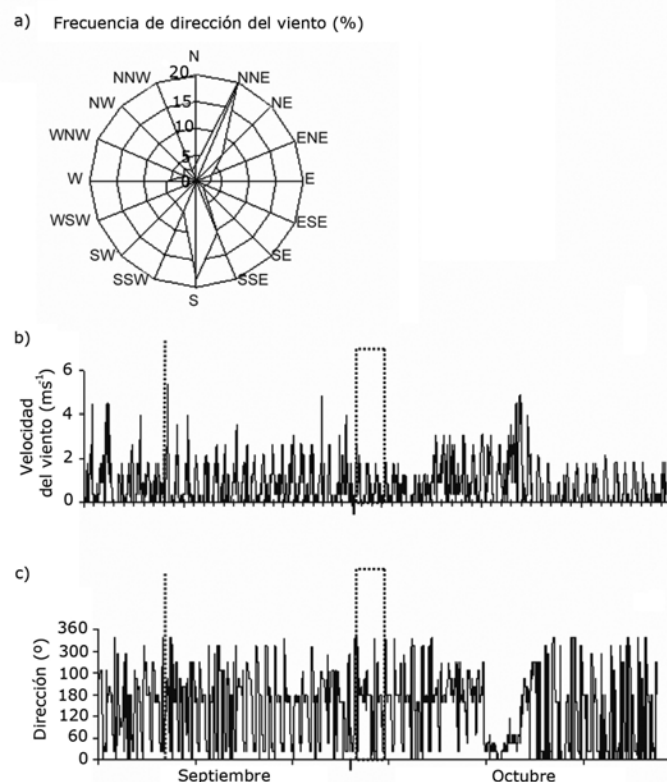 a) Frecuencia de dirección del viento (%)
N
NNW
NNE
20
NW
NE
15
WNW
ENE
10
5
W
0
E
WSW
ESE
SW
SE
SSW
SSE
S
b)
6
4
2
0
Velocidad
del viento (ms-1)
c)
360
300
100
180
120
60
0
Dirección (º)
Septiembre
Octubre